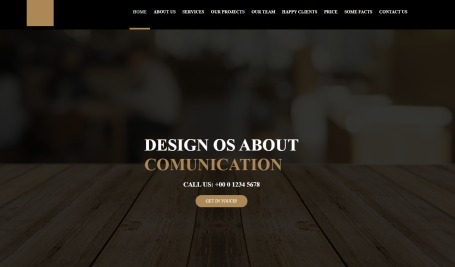 HOME ABOUT US SERVICES OUR PROJECTS OUR TEAM HAPPY CLIENTS PRICE SOME FACTS CONTACT US
DESIGN OS ABOUT
COMUNICATION
CALL US: +00 0 1234 5678
GET IN TOUCH